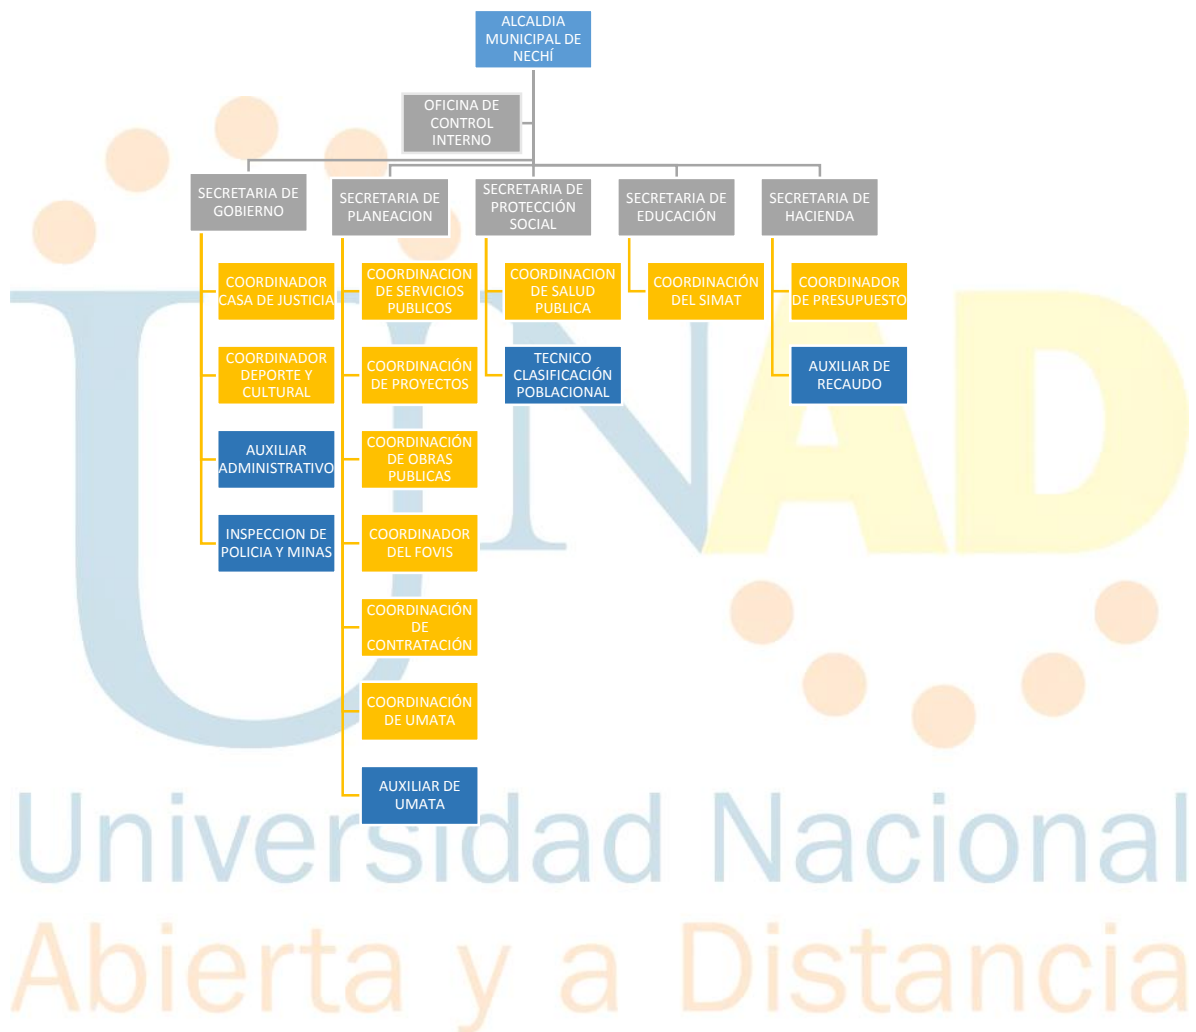 ALCALDIA
MUNICIPAL DE
NECHÍ
OFICINA DE
CONTROL
INTERNO
SECRETARIA DE
GOBIERNO
SECRETARIA DE
PLANEACION
SECRETARIA DE
PROTECCIÓN
SOCIAL
SECRETARIA DE
EDUCACIÓN
SECRETARIA DE
HACIENDA
COORDINADOR
CASA DE JUSTICIA
COORDINADOR
DEPORTE Y
CULTURAL
AUXILIAR
ADMINISTRATIVO
INSPECCION DE
POLICIA Y MINAS
COORDINACION
DE SERVICIOS
PUBLICOS
COORDINACIÓN
DE PROYECTOS
COORDINACIÓN
DE OBRAS
PUBLICAS
COORDINADOR
DEL FOVIS
COORDINACIÓN
DE
CONTRATACIÓN
COORDINACIÓN
DE UMATA
AUXILIAR DE
UMATA
COORDINACION
DE SALUD
PUBLICA
TECNICO
CLASIFICACIÓN
POBLACIONAL
COORDINACIÓN
DEL SIMAT
COORDINADOR
DE PRESUPUESTO
AUXILIAR DE
RECAUDO
UNAD
Universidad Nacional
Abierta y a Distancia